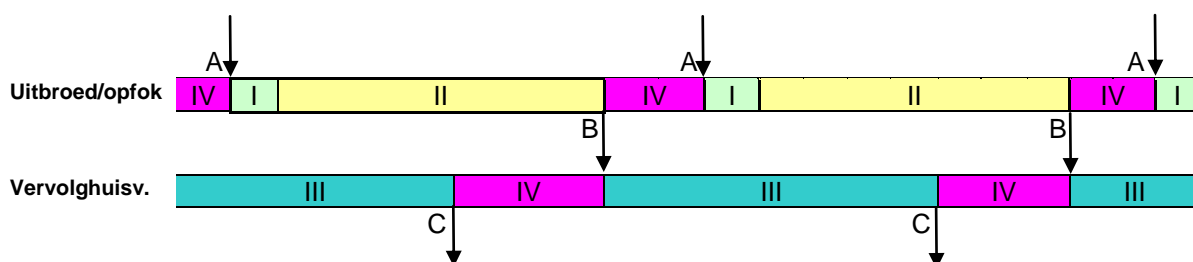 A A A
Uitbroed/opfok IV I II IV I II IV I
B B
Vervolghuisv. III IV III IV III
C C